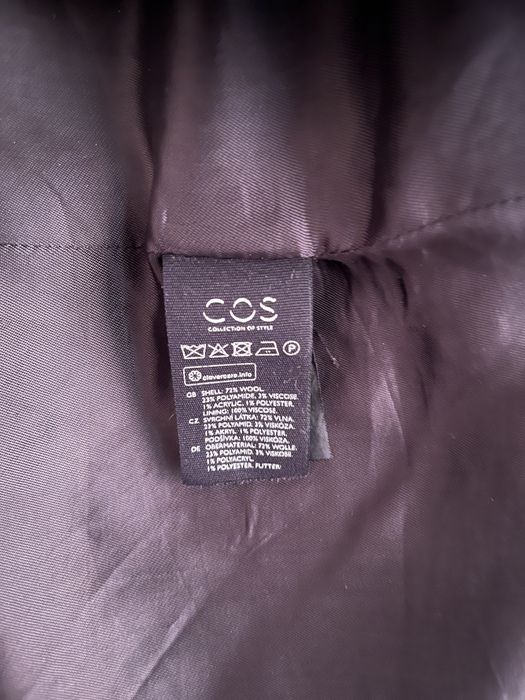 COS
COLLECTION OF STYLE
P
clevercare.info
GB SHELL: 72% WOOL,
23% POLYAMIDE, 3% VISCOSE,
1% ACRYLIC, 1% POLYESTER,
LINING: 100% VISCOSE
CZ SVRCHNÍ LÁTKA: 72% VLNA,
23% POLYAMID, 3% VISKÓZA,
1% AKRYL, 1% POLYESTER,
PODŠÍVKA: 100% VISKÓZA
DE OBERMATERIAL: 72% WOLLE,
23% POLYAMID, 3% VISKOSE,
1% POLYACRYL,
1% POLYESTER, FUTTER: